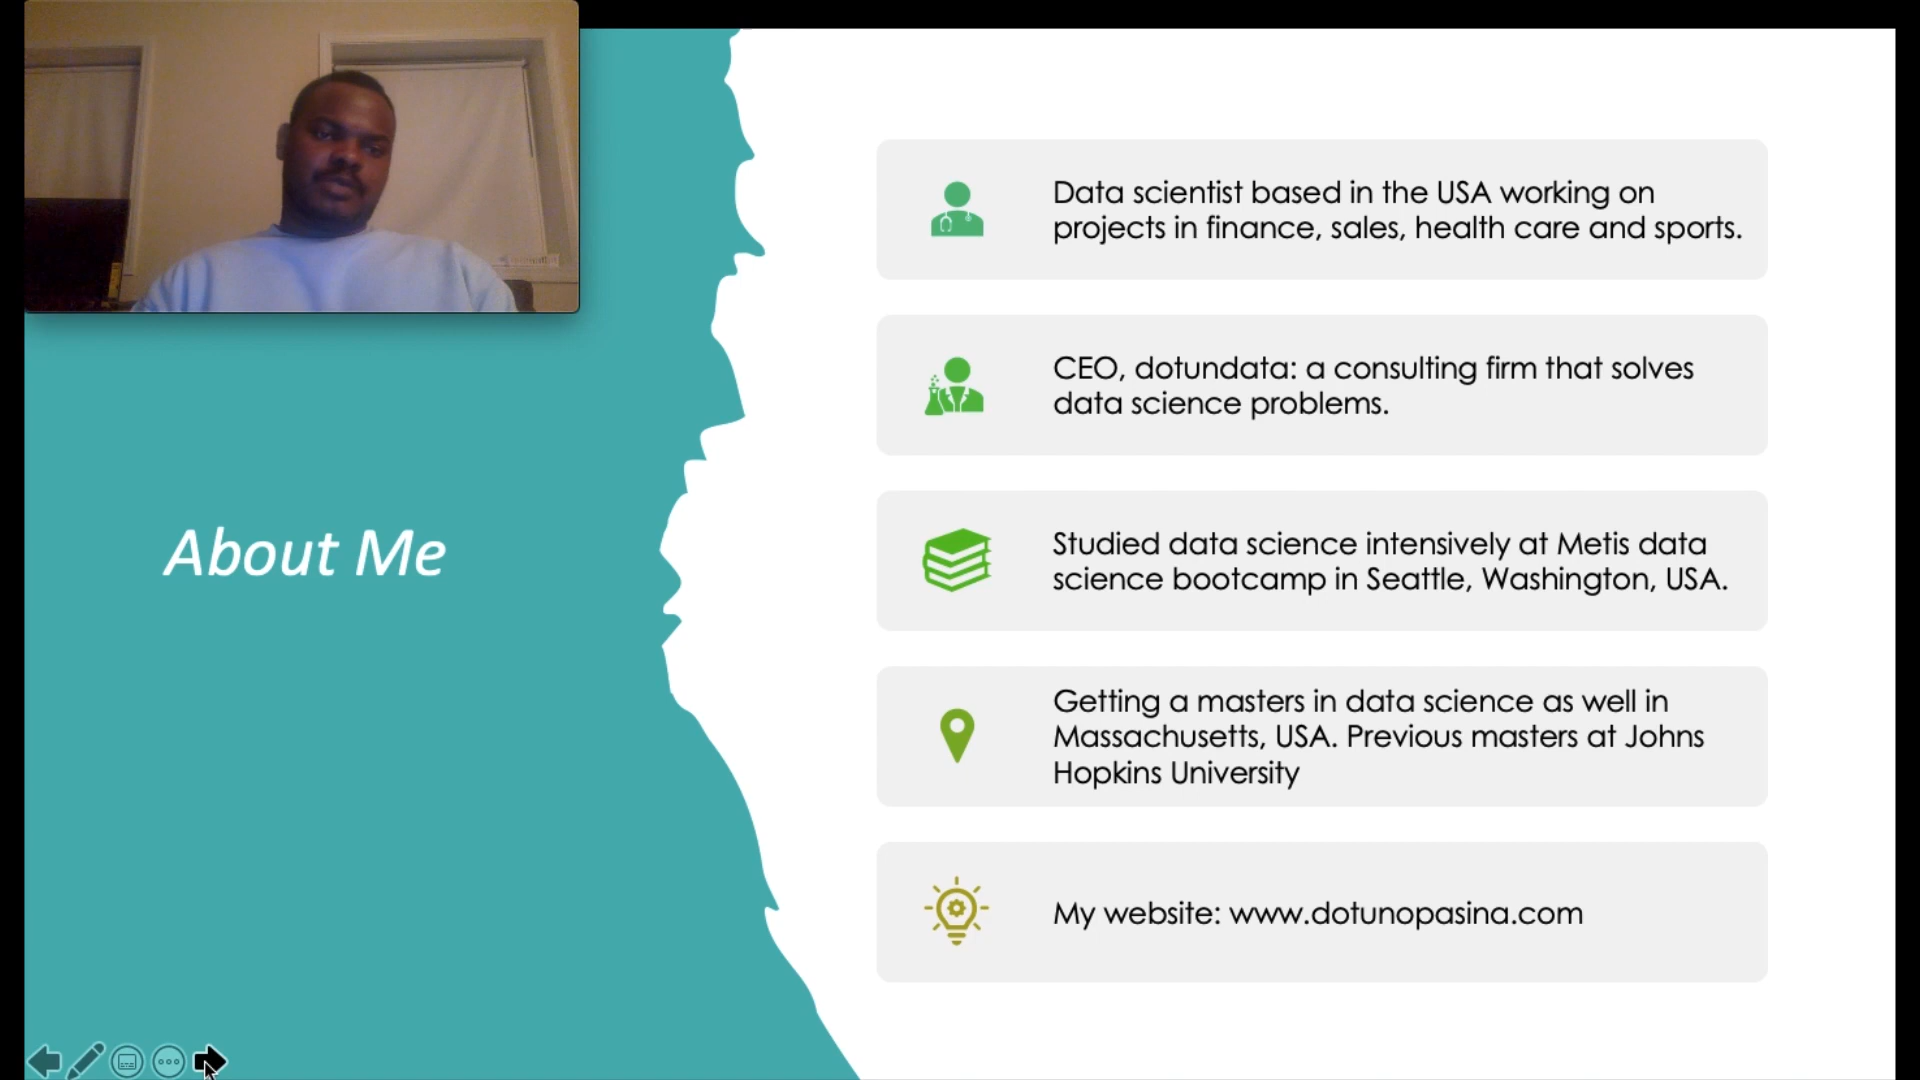 About Me
Data scientist based in the USA working on
projects in finance, sales, health care and sports.
CEO, dotundata: a consulting firm that solves
data science problems.
Studied data science intensively at Metis data
science bootcamp in Seattle, Washington, USA.
Getting a masters in data science as well in
Massachusetts, USA. Previous masters at Johns
Hopkins University
My website: www.dotunopasina.com